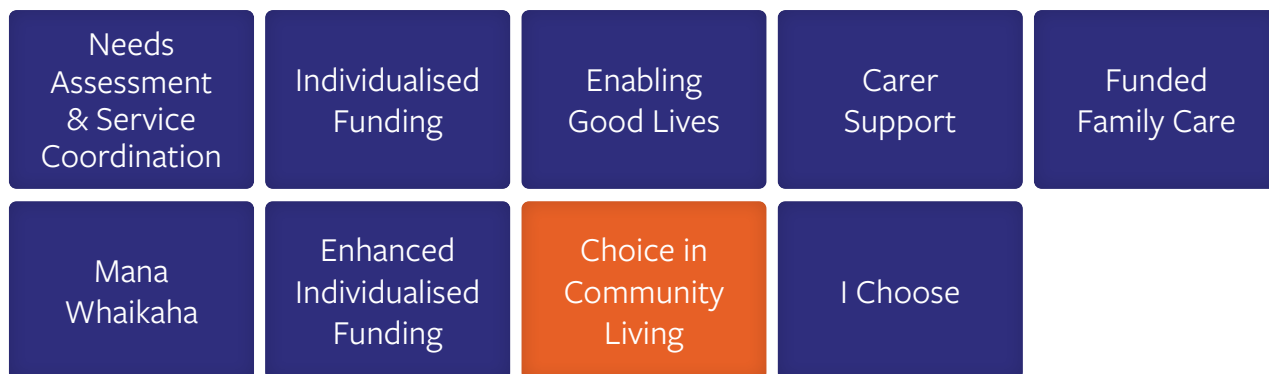 Needs
Assessment
& Service
Coordination
Individualised
Funding
Enabling
Good Lives
Carer
Support
Funded
Family Care
Mana
Whaikaha
Enhanced
Individualised
Funding
Choice in
Community
Living
I Choose